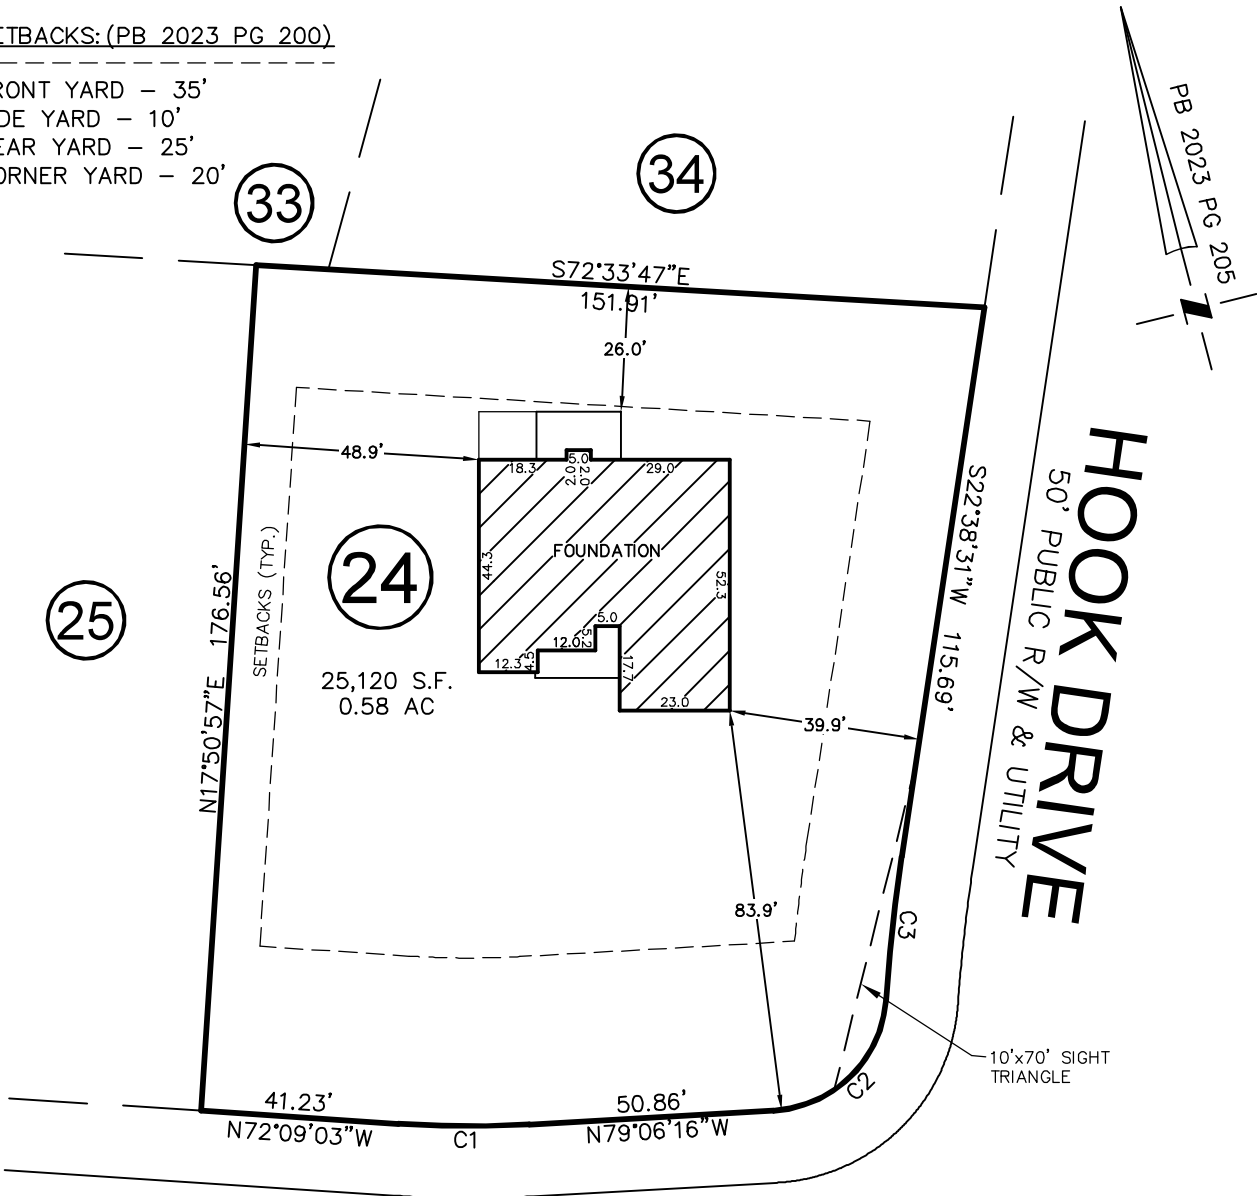 ETBACKS: (PB 2023 PG 200)
RONT YARD – 35'
DE YARD – 10'
EAR YARD – 25'
ORNER YARD – 20'
33
34
PB 2023 PG 205
S72°33'47"E
151.91'
26.0'
48.9'
18.3
5.0
2.0
2.0
29.0
FOUNDATION
44.3
52.3
5.0
5.2
12.0
4.5
12.3
17.7
23.0
24
25,120 S.F.
0.58 AC
25
SETBACKS (TYP.)
N17°50'57"E 176.56'
S22°38'31"W 115.69'
HOOK DRIVE
50' PUBLIC R/W & UTILITY
39.9'
83.9'
C3
10'x70' SIGHT
TRIANGLE
C2
41.23'
N72°09'03"W
C1
50.86'
N79°06'16"W